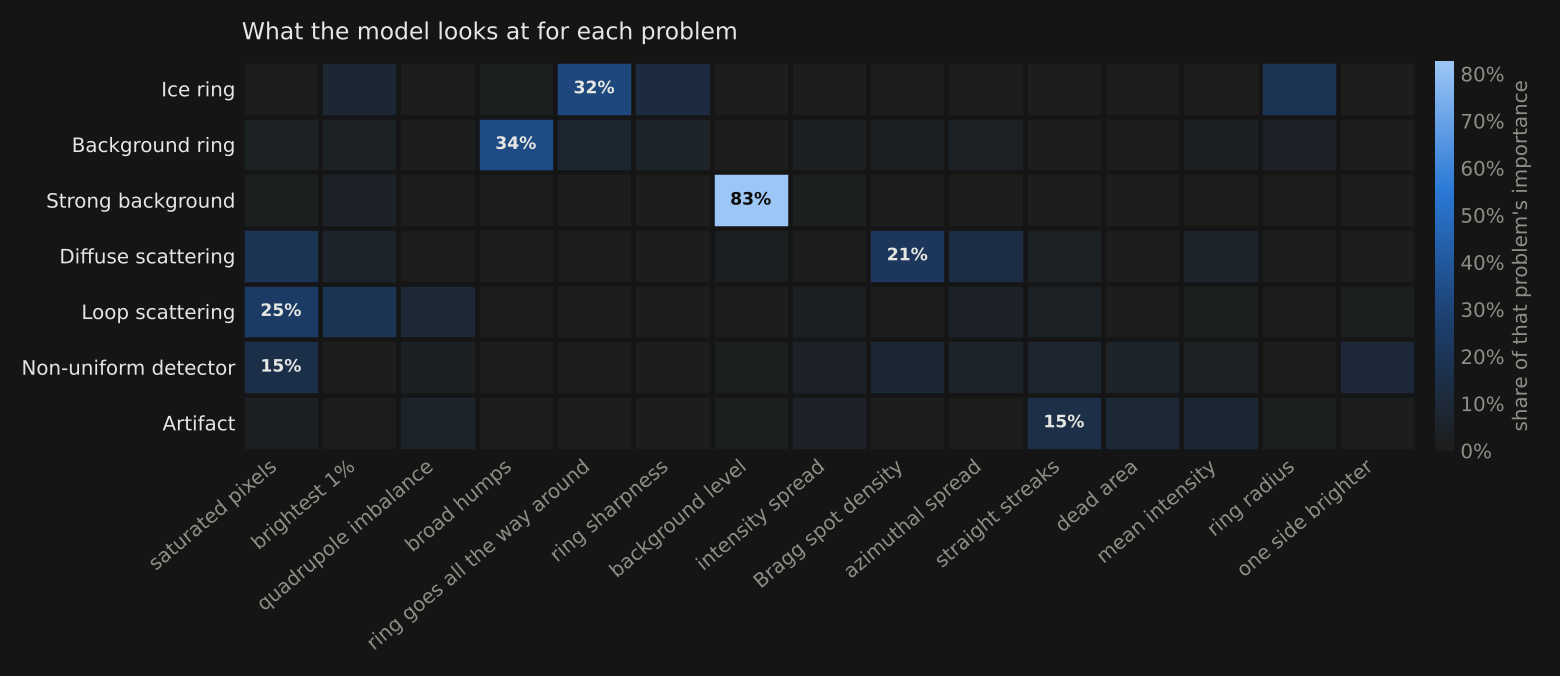 What the model looks at for each problem
Ice ring
32%
Background ring
34%
Strong background
83%
Diffuse scattering
21%
Loop scattering
25%
Non-uniform detector
15%
Artifact
15%
saturated pixels
brightest 1%
quadrupole imbalance
broad humps
ring goes all the way around
ring sharpness
background level
intensity spread
Bragg spot density
azimuthal spread
straight streaks
dead area
mean intensity
ring radius
one side brighter
80%
70%
60%
50%
40%
30%
20%
10%
0%
share of that problem's importance